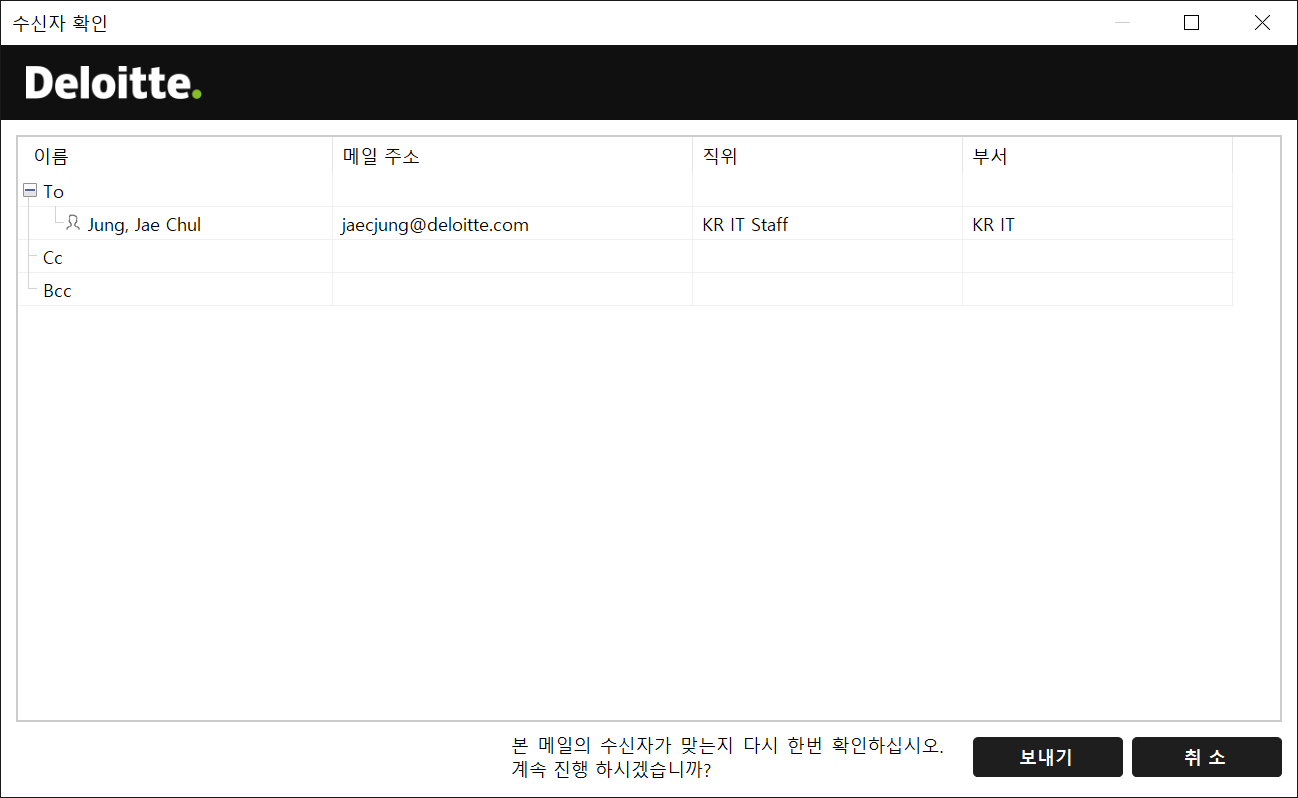 수신자 확인
Deloitte.
이름 메일 주소 직위 부서
To
Jung, Jae Chul jaecjung@deloitte.com KR IT Staff KR IT
Cc
Bcc
본 메일의 수신자가 맞는지 다시 한번 확인하십시오.
계속 진행 하시겠습니까?
보내기 취 소